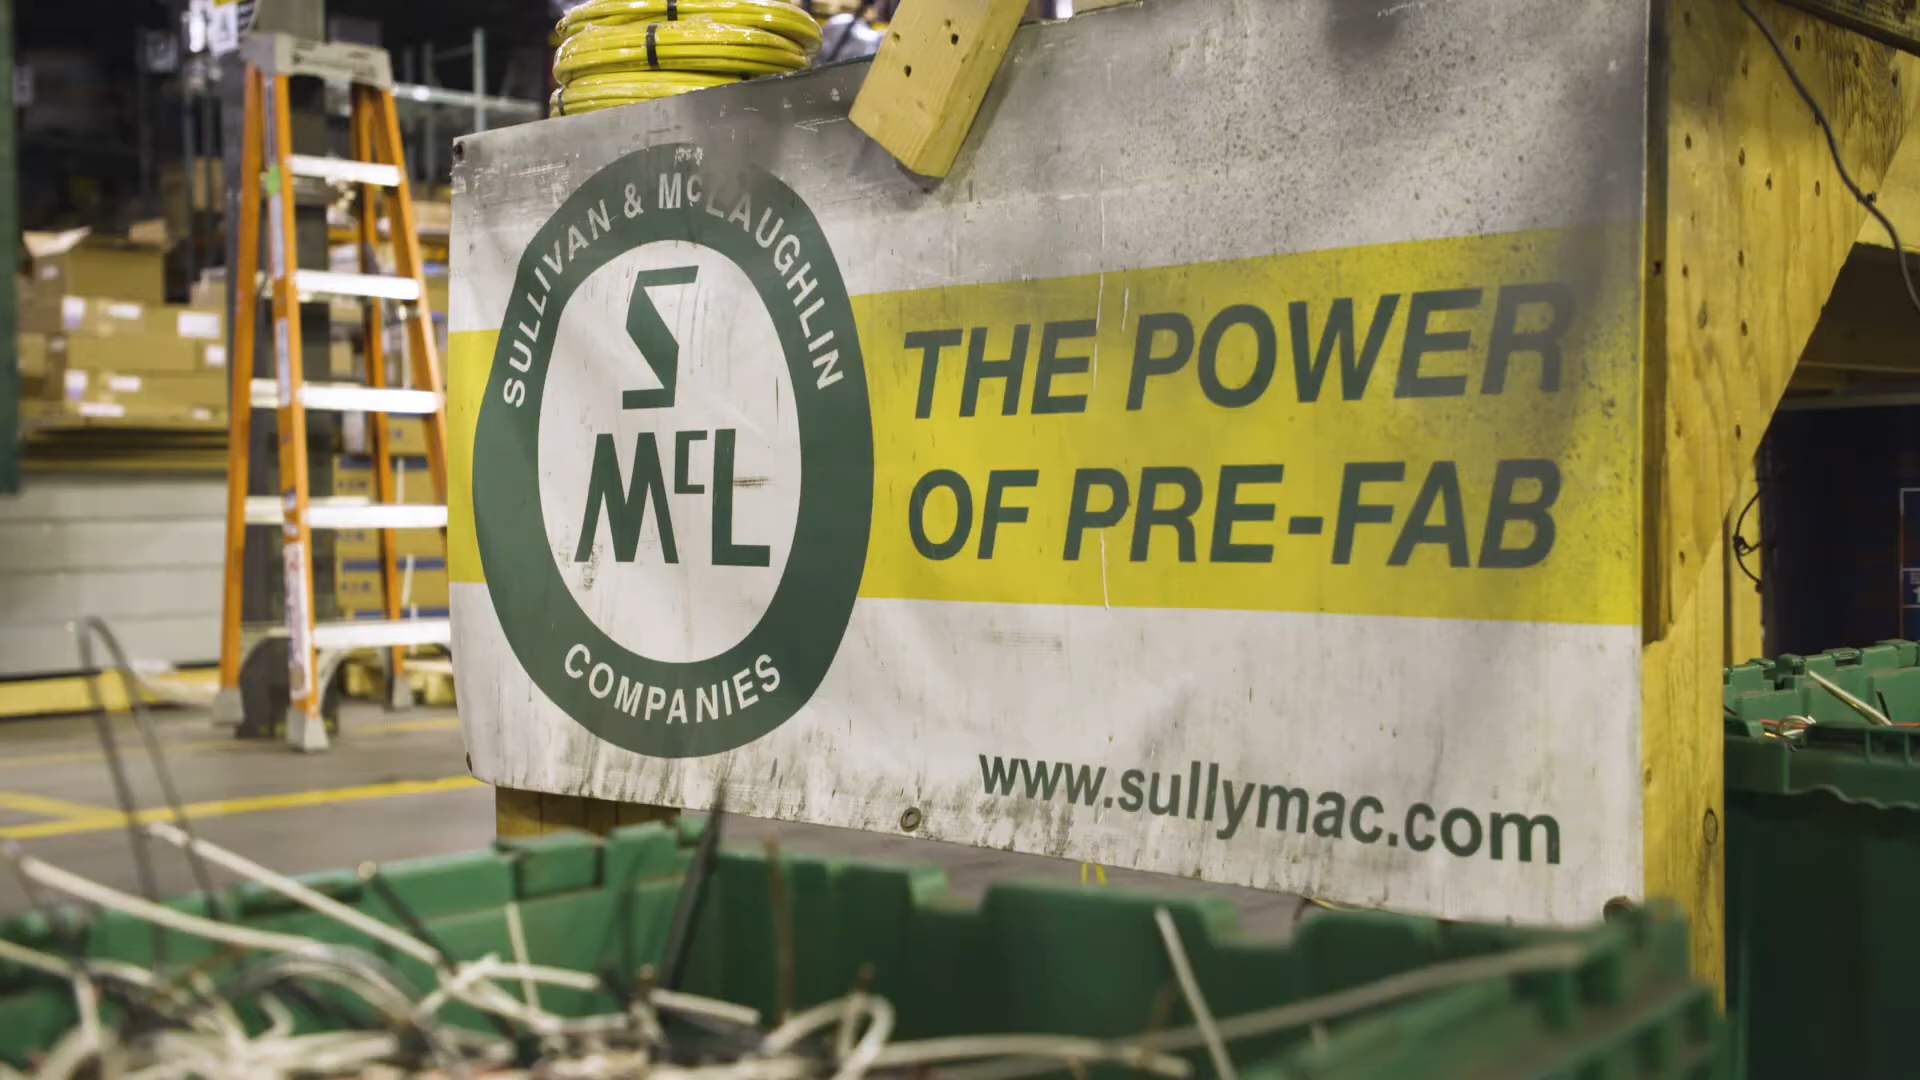 SULLIVAN & McLAUGHLIN
S
McL
COMPANIES
THE POWER
OF PRE-FAB
www.sullymac.com